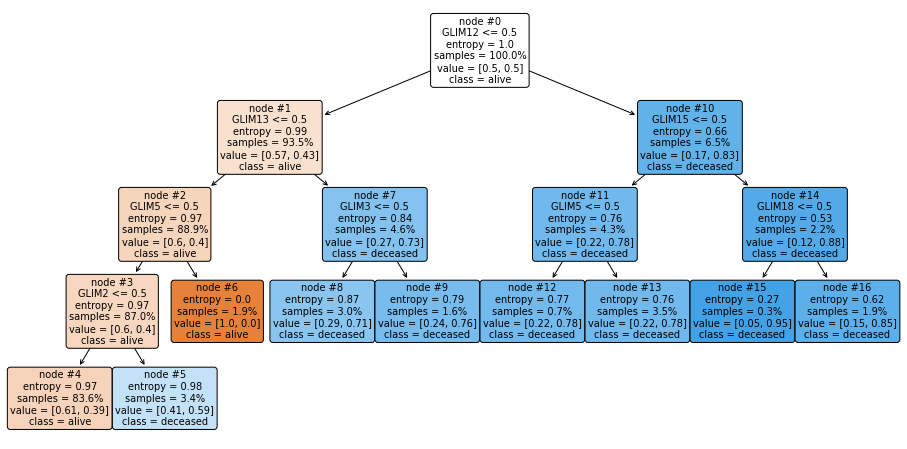 node #0
GLIM12 <= 0.5
entropy = 1.0
samples = 100.0%
value = [0.5, 0.5]
class = alive
node #1
GLIM13 <= 0.5
entropy = 0.99
samples = 93.5%
value = [0.57, 0.43]
class = alive
node #10
GLIM15 <= 0.5
entropy = 0.66
samples = 6.5%
value = [0.17, 0.83]
class = deceased
node #2
GLIM5 <= 0.5
entropy = 0.97
samples = 88.9%
value = [0.6, 0.4]
class = alive
node #7
GLIM3 <= 0.5
entropy = 0.84
samples = 4.6%
value = [0.27, 0.73]
class = deceased
node #11
GLIM5 <= 0.5
entropy = 0.76
samples = 4.3%
value = [0.22, 0.78]
class = deceased
node #14
GLIM18 <= 0.5
entropy = 0.53
samples = 2.2%
value = [0.12, 0.88]
class = deceased
node #3
GLIM2 <= 0.5
entropy = 0.97
samples = 87.0%
value = [0.6, 0.4]
class = alive
node #6
entropy = 0.0
samples = 1.9%
value = [1.0, 0.0]
class = alive
node #8
entropy = 0.87
samples = 3.0%
value = [0.29, 0.71]
class = deceased
node #9
entropy = 0.79
samples = 1.6%
value = [0.24, 0.76]
class = deceased
node #12
entropy = 0.77
samples = 0.7%
value = [0.22, 0.78]
class = deceased
node #13
entropy = 0.76
samples = 3.5%
value = [0.22, 0.78]
class = deceased
node #15
entropy = 0.27
samples = 0.3%
value = [0.05, 0.95]
class = deceased
node #16
entropy = 0.62
samples = 1.9%
value = [0.15, 0.85]
class = deceased
node #4
entropy = 0.97
samples = 83.6%
value = [0.61, 0.39]
class = alive
node #5
entropy = 0.98
samples = 3.4%
value = [0.41, 0.59]
class = deceased